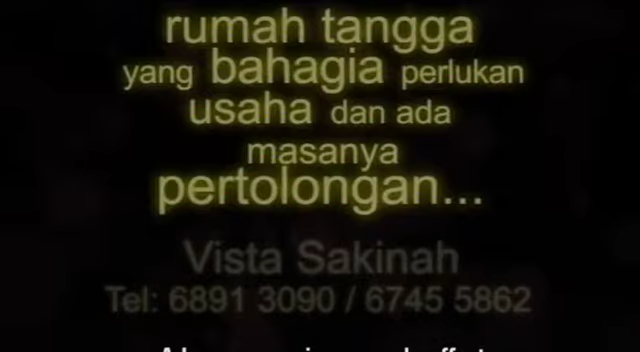 rumah tangga
yang bahagia perlukan
usaha dan ada
masanya
pertolongan...
Vista Sakinah
Tel: 6891 3090 / 6745 5862